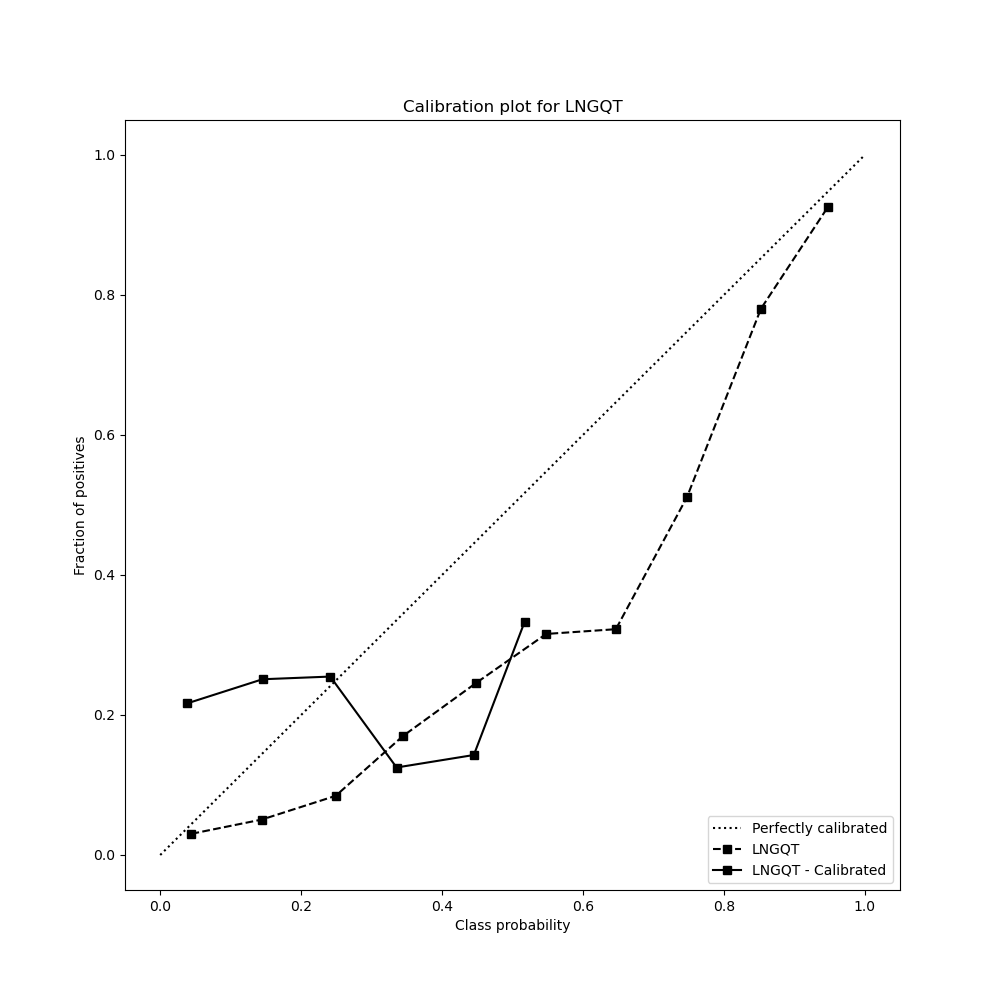 Calibration plot for LNGQT
1.0
0.8
0.6
0.4
0.2
0.0
Fraction of positives
0.0 0.2 0.4 0.6 0.8 1.0
Class probability
Perfectly calibrated
LNGQT
LNGQT - Calibrated